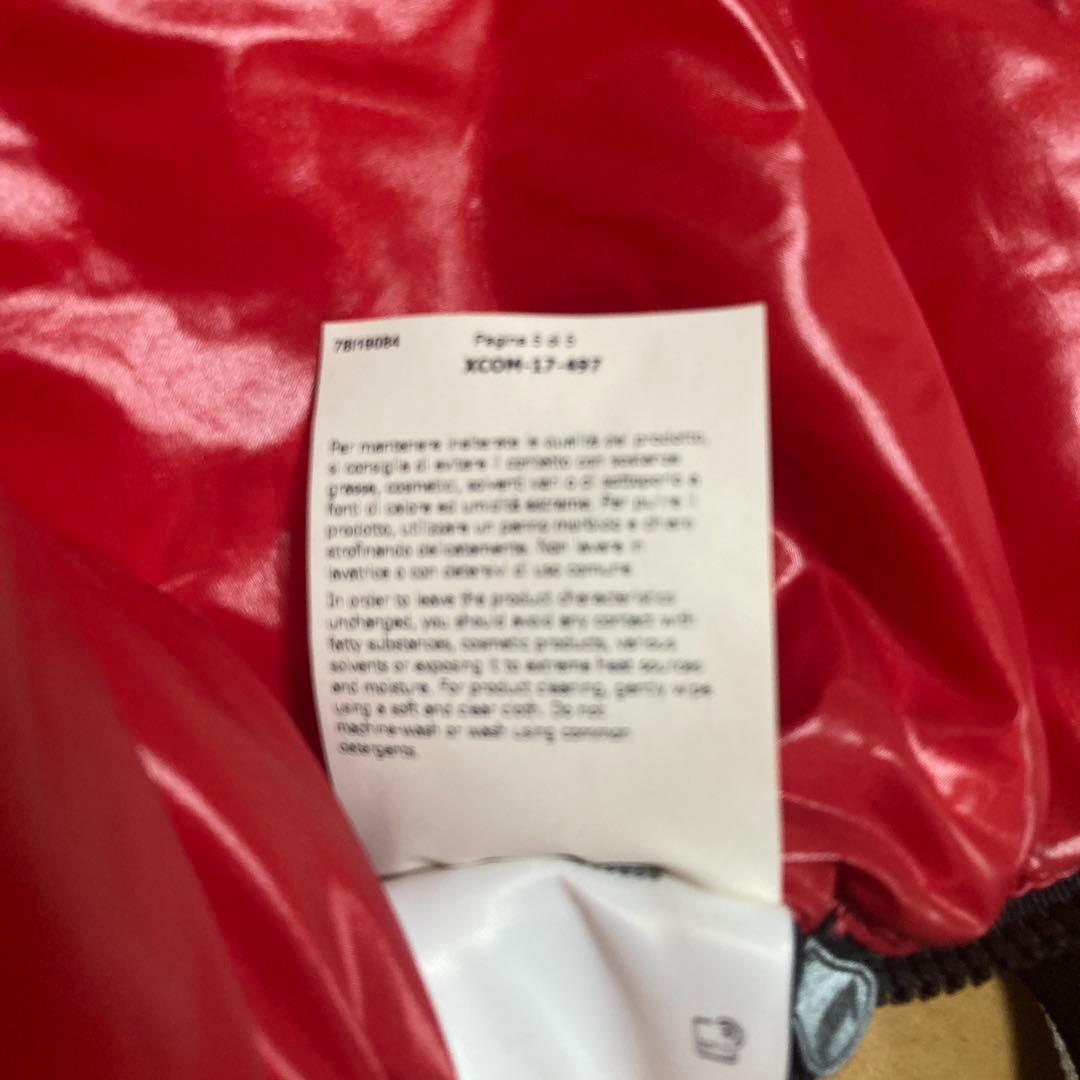 78I18084
Pagina 5 di 5
XCOM-17-497
Per mantenere inalterate le qualità del prodotto,
si consiglia di evitare il contatto con sostanze
grasse, cosmetici, solventi vari o di sottoporlo a
fonti di calore ed umidità estreme. Per pulire il
prodotto, utilizzare un panno morbido e chiaro
strofinando delicatamente. Non lavare in
lavatrice o con detersivi di uso comune.
In order to leave the product characteristics
unchanged, you should avoid any contact with
fatty substances, cosmetic products, various
solvents or exposing it to extreme heat sources
and moisture. For product cleaning, gently wipe
using a soft and clear cloth. Do not
machine-wash or wash using common
detergents.